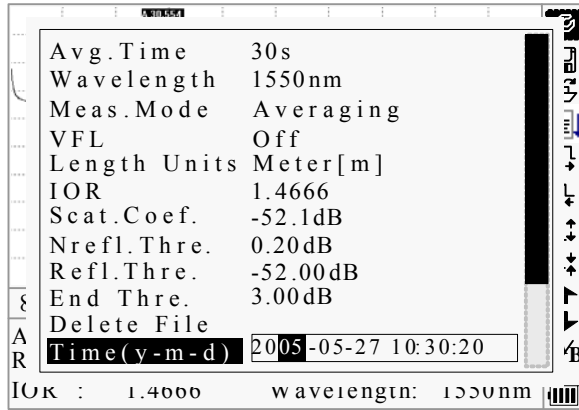 A 30.554
Avg.Time 30s
Wavelength 1550nm
Meas.Mode Averaging
VFL Off
Length Units Meter[m]
IOR 1.4666
Scat.Coef. -52.1dB
Nrefl.Thre. 0.20dB
Refl.Thre. -52.00dB
End Thre. 3.00dB
Delete File
Time(y-m-d) 2005-05-27 10:30:20
A
R
IOR : 1.4666 Wavelength: 1550nm